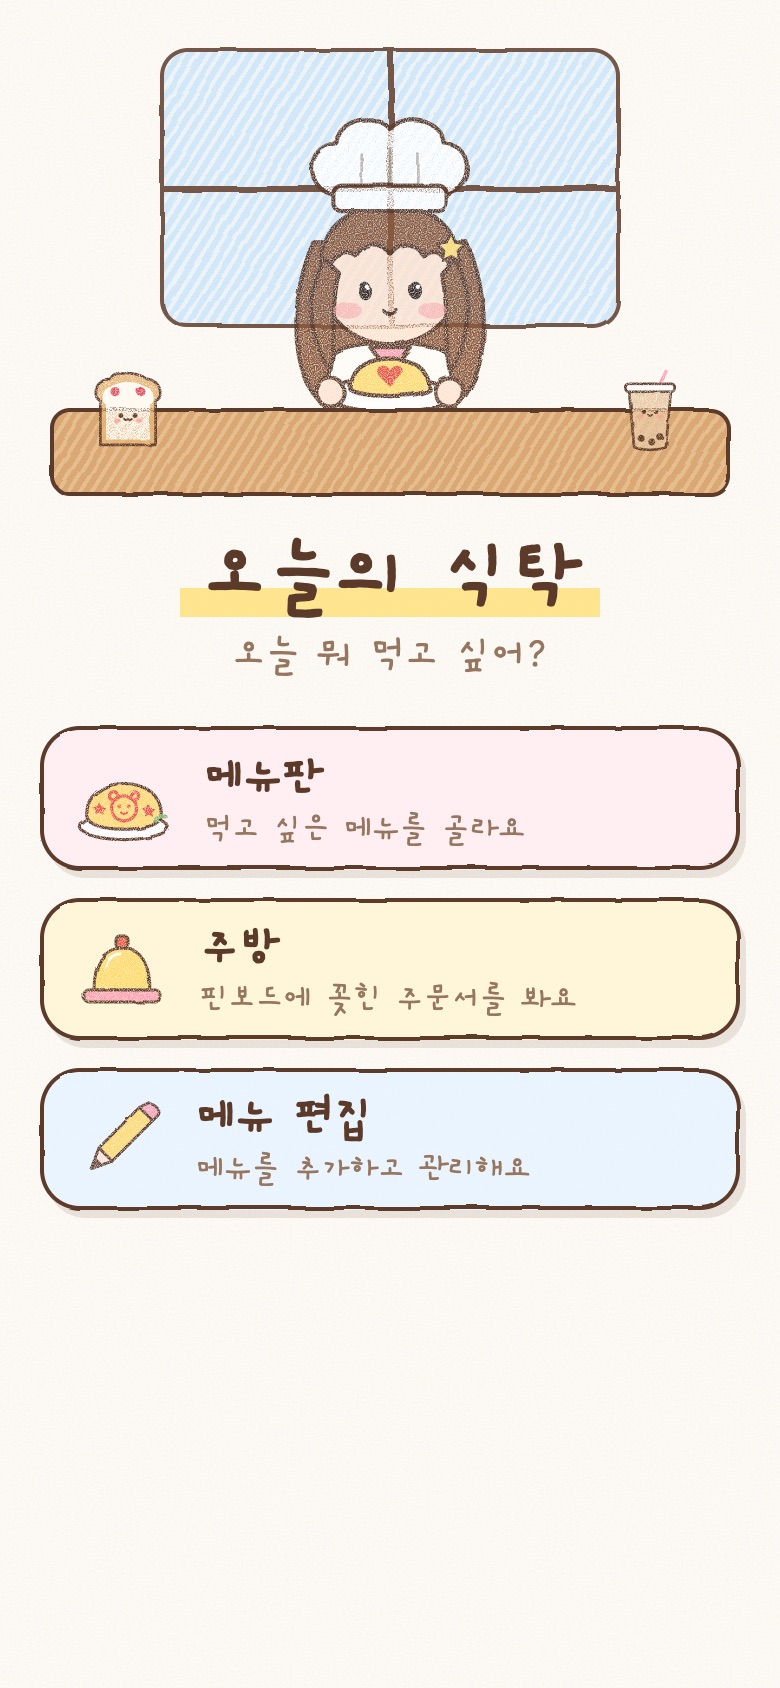 오늘의 식탁
오늘 뭐 먹고 싶어?
메뉴판
먹고 싶은 메뉴를 골라요
주방
핀보드에 꽂힌 주문서를 봐요
메뉴 편집
메뉴를 추가하고 관리해요